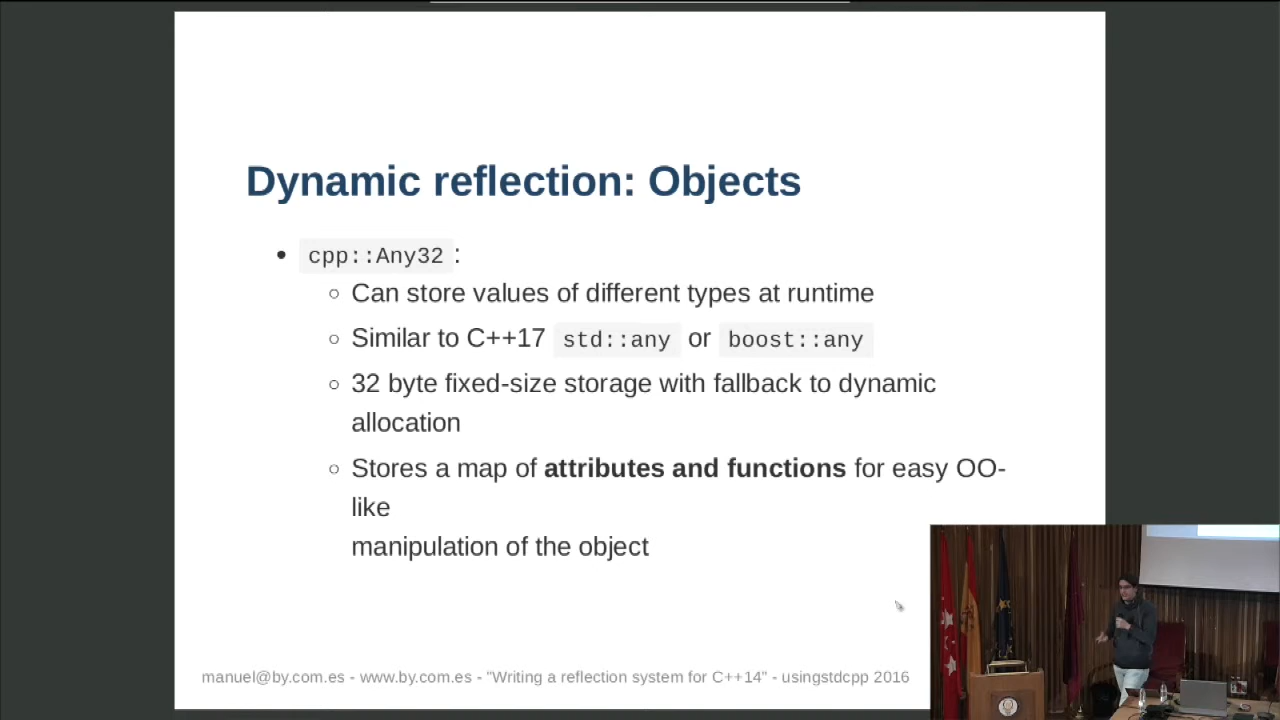 Dynamic reflection: Objects
cpp::Any32 :
Can store values of different types at runtime
Similar to C++17 std::any or boost::any
32 byte fixed-size storage with fallback to dynamic
allocation
Stores a map of attributes and functions for easy OO-
like
manipulation of the object
manuel@by.com.es - www.by.com.es - "Writing a reflection system for C++14" - usingstdcpp 2016